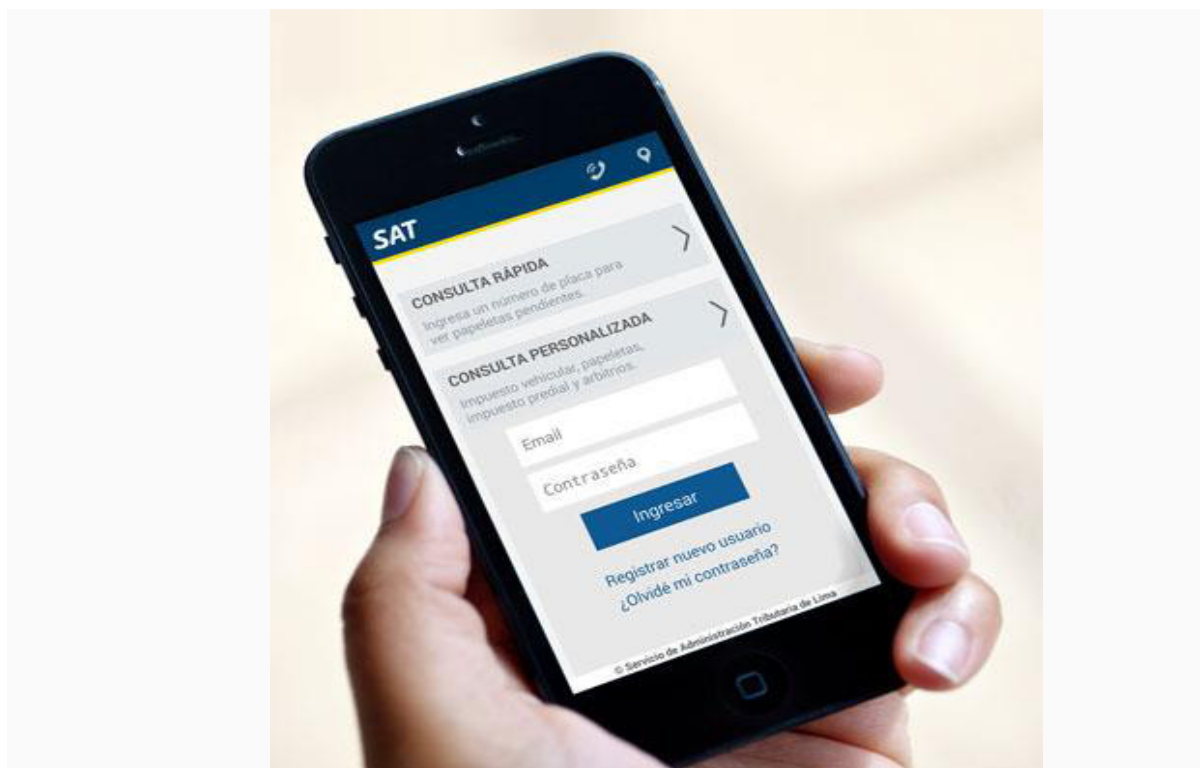 SAT
CONSULTA RÁPIDA
Ingresa un número de placa para
ver papeletas pendientes.
CONSULTA PERSONALIZADA
Impuesto vehicular, papeletas,
impuesto predial y arbitrios.
Email
Contraseña
Ingresar
Registrar nuevo usuario
¿Olvidé mi contraseña?
© Servicio de Administración Tributaria de Lima